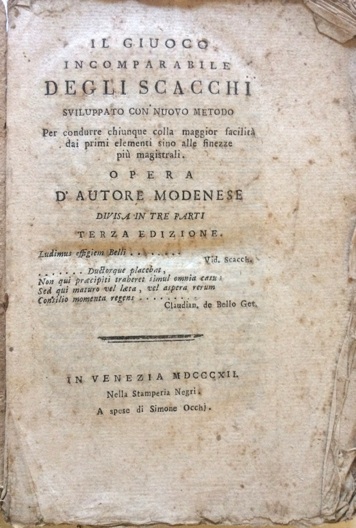 IL GIUOCO
INCOMPARABILE
DEGLI SCACCHI
SVILUPPATO CON NUOVO METODO
Per condurre chiunque colla maggior facilità
dai primi elementi sino alle finezze
più magistrali.
OPERA
D' AUTORE MODENESE
DIVISA IN TRE PARTI
TERZA EDIZIONE.
Ludimus effigiem Belli . . . . . . .
Vid. Scacch.
. . . . . . . Ductorque placebat,
Non qui præcipiti traheret simul omnia casu:
Sed qui maturo vel læta, vel aspera rerum
Consilio momenta regens . . . . . . . . .
Claudian. de Bello Get.
IN VENEZIA MDCCCXII.
Nella Stamperia Negri.
A spese di Simone Occhi.